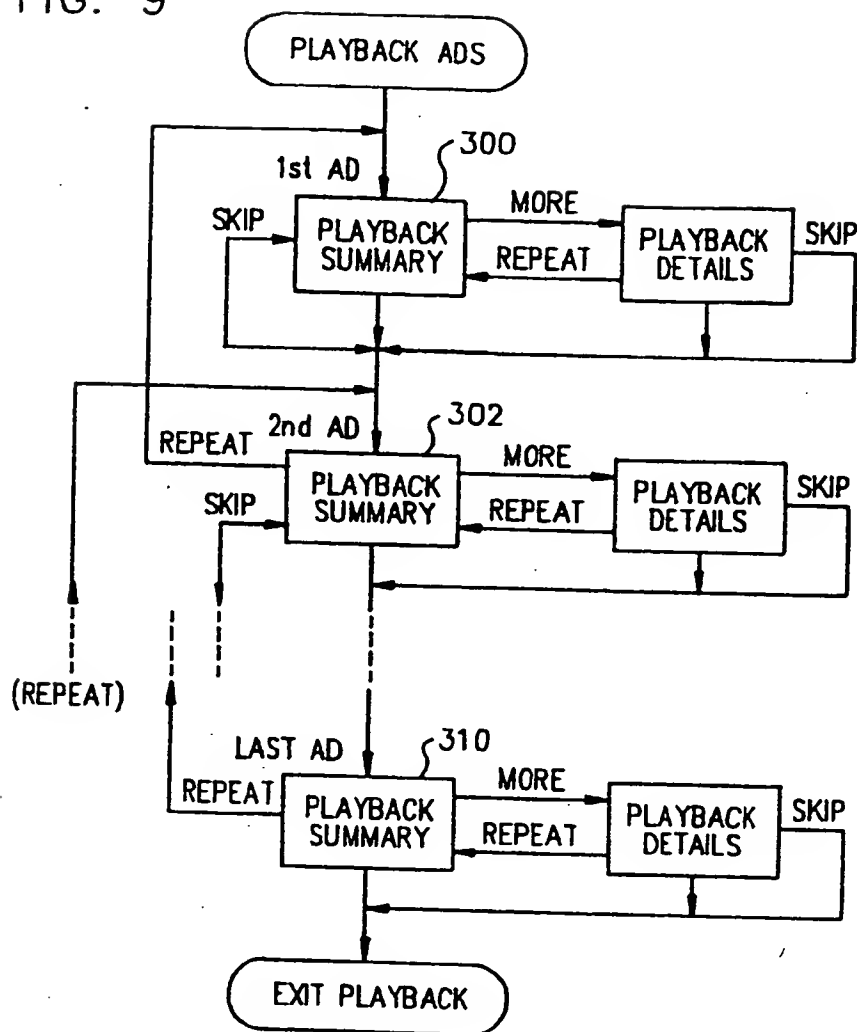 FIG. 9
PLAYBACK ADS
1st AD
300
SKIP
PLAYBACK
SUMMARY
MORE
REPEAT
PLAYBACK
DETAILS
SKIP
2nd AD
302
REPEAT
SKIP
PLAYBACK
SUMMARY
MORE
REPEAT
PLAYBACK
DETAILS
SKIP
(REPEAT)
LAST AD
310
REPEAT
PLAYBACK
SUMMARY
MORE
REPEAT
PLAYBACK
DETAILS
SKIP
EXIT PLAYBACK